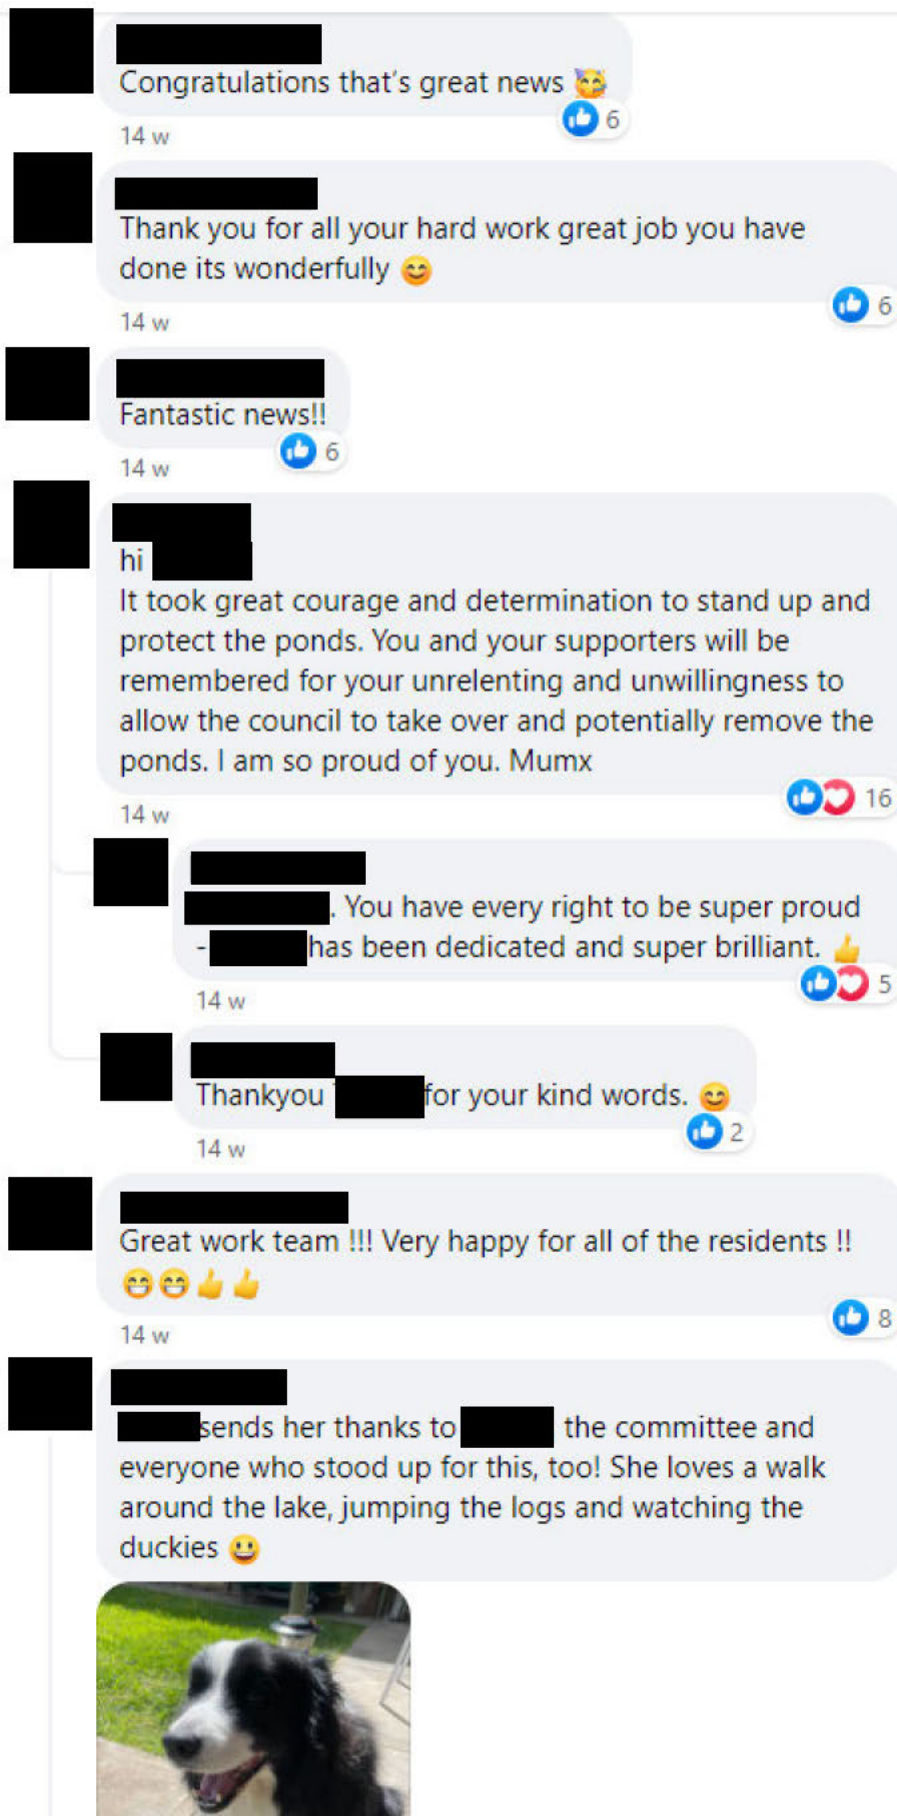 Congratulations that's great news 🥳
6
14 w
Thank you for all your hard work great job you have
done its wonderfully 😊
6
14 w
Fantastic news!!
6
14 w
hi
It took great courage and determination to stand up and
protect the ponds. You and your supporters will be
remembered for your unrelenting and unwillingness to
allow the council to take over and potentially remove the
ponds. I am so proud of you. Mumx
16
14 w
. You have every right to be super proud
- has been dedicated and super brilliant. 👍
5
14 w
Thankyou for your kind words. 😊
2
14 w
Great work team !!! Very happy for all of the residents !!
😁😁👍👍
8
14 w
sends her thanks to the committee and
everyone who stood up for this, too! She loves a walk
around the lake, jumping the logs and watching the
duckies 😃